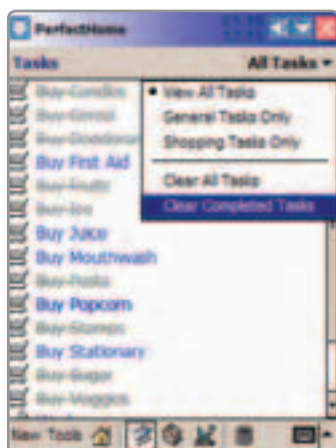 PerfectHome
Tasks All Tasks
Buy Candles
Buy Cereal
Buy Deodorant
Buy First Aid
Buy Fruits
Buy Ice
Buy Juice
Buy Mouthwash
Buy Pasta
Buy Popcorn
Buy Stamps
Buy Stationary
Buy Sugar
Buy Veggies
View All Tasks
General Tasks Only
Shopping Tasks Only
Clear All Tasks
Clear Completed Tasks
New Tools